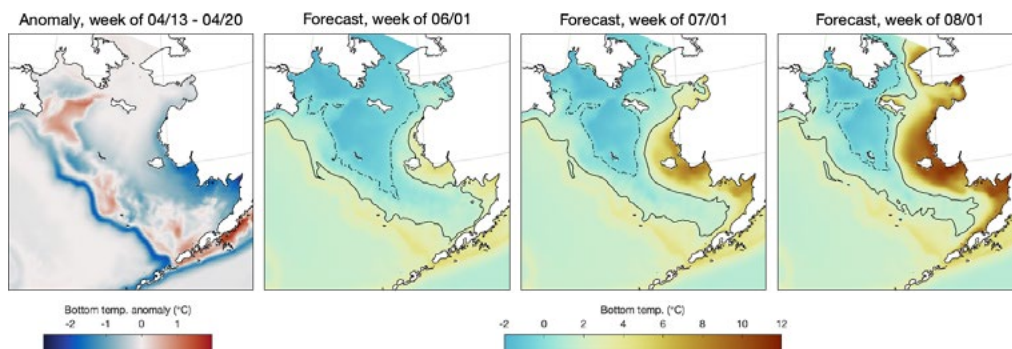 Anomaly, week of 04/13 - 04/20
Forecast, week of 06/01
Forecast, week of 07/01
Forecast, week of 08/01
Bottom temp. anomaly (°C)
-2 -1 0 1
Bottom temp. (°C)
-2 0 2 4 6 8 10 12